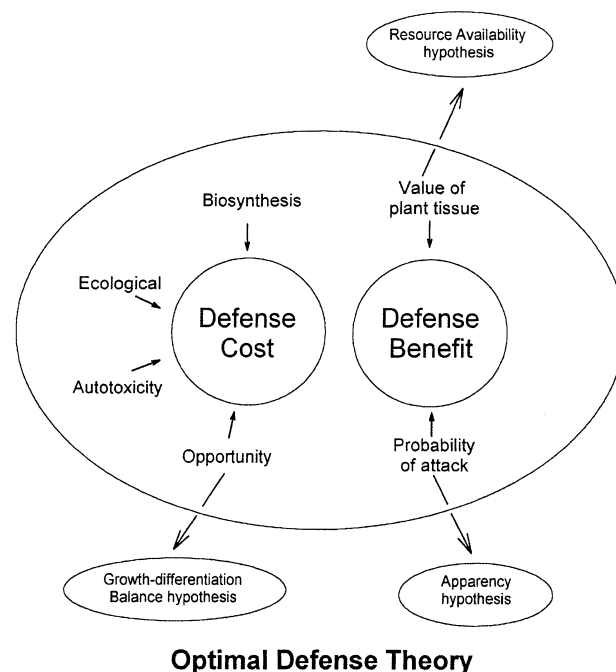 Resource Availability
hypothesis
Biosynthesis
Value of
plant tissue
Ecological
Defense
Cost
Defense
Benefit
Autotoxicity
Opportunity
Probability
of attack
Growth-differentiation
Balance hypothesis
Apparency
hypothesis
Optimal Defense Theory